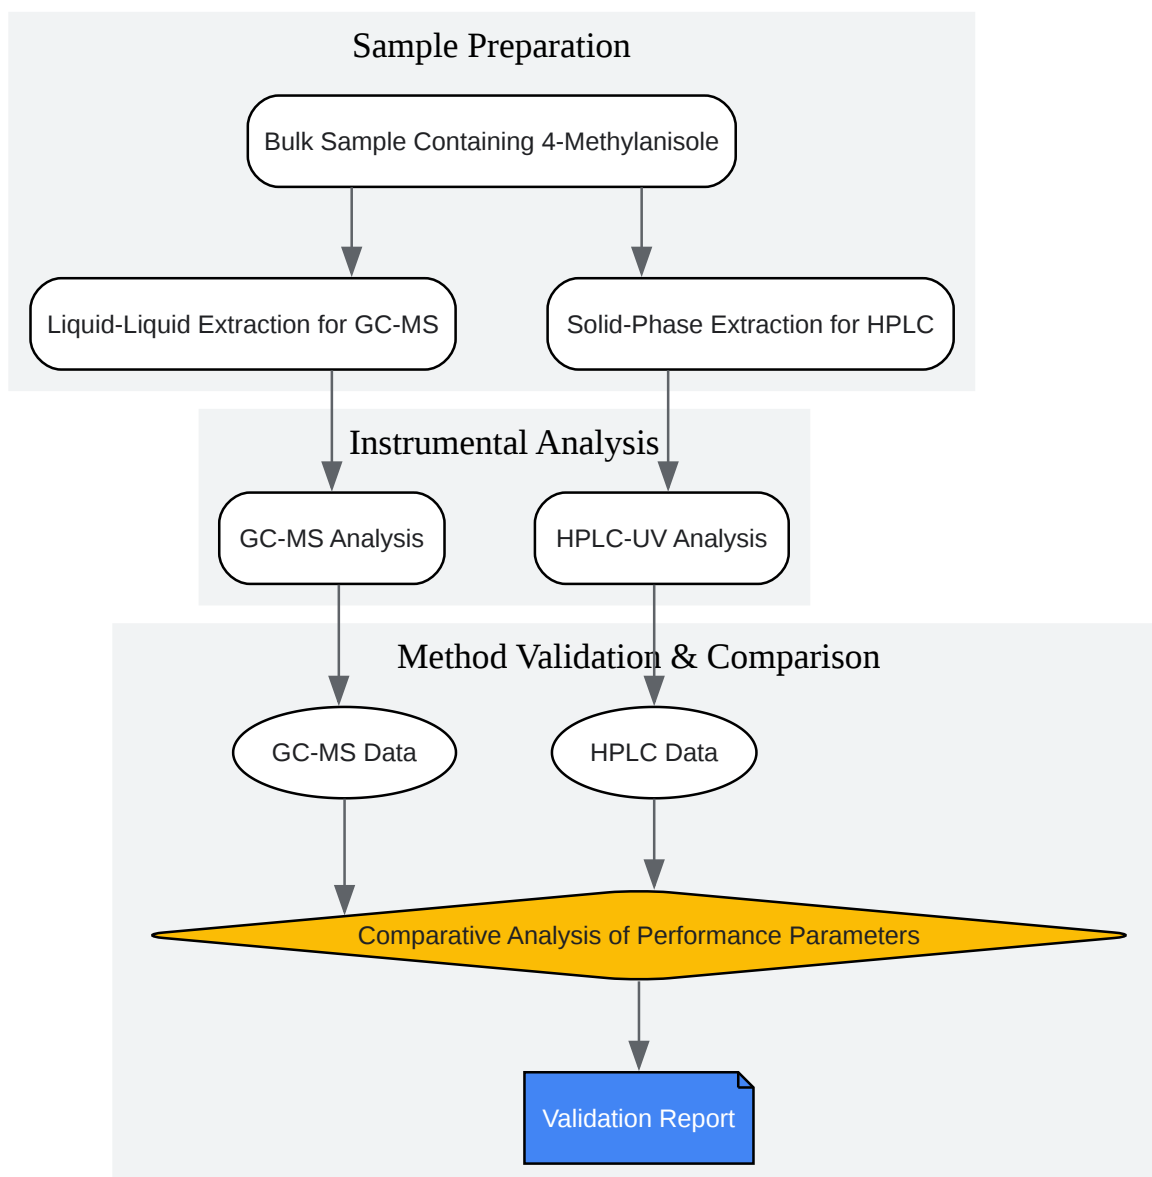 Sample Preparation
Bulk Sample Containing 4-Methylanisole
Liquid-Liquid Extraction for GC-MS
Solid-Phase Extraction for HPLC
Instrumental Analysis
GC-MS Analysis
HPLC-UV Analysis
Method Validation & Comparison
GC-MS Data
HPLC Data
Comparative Analysis of Performance Parameters
Validation Report